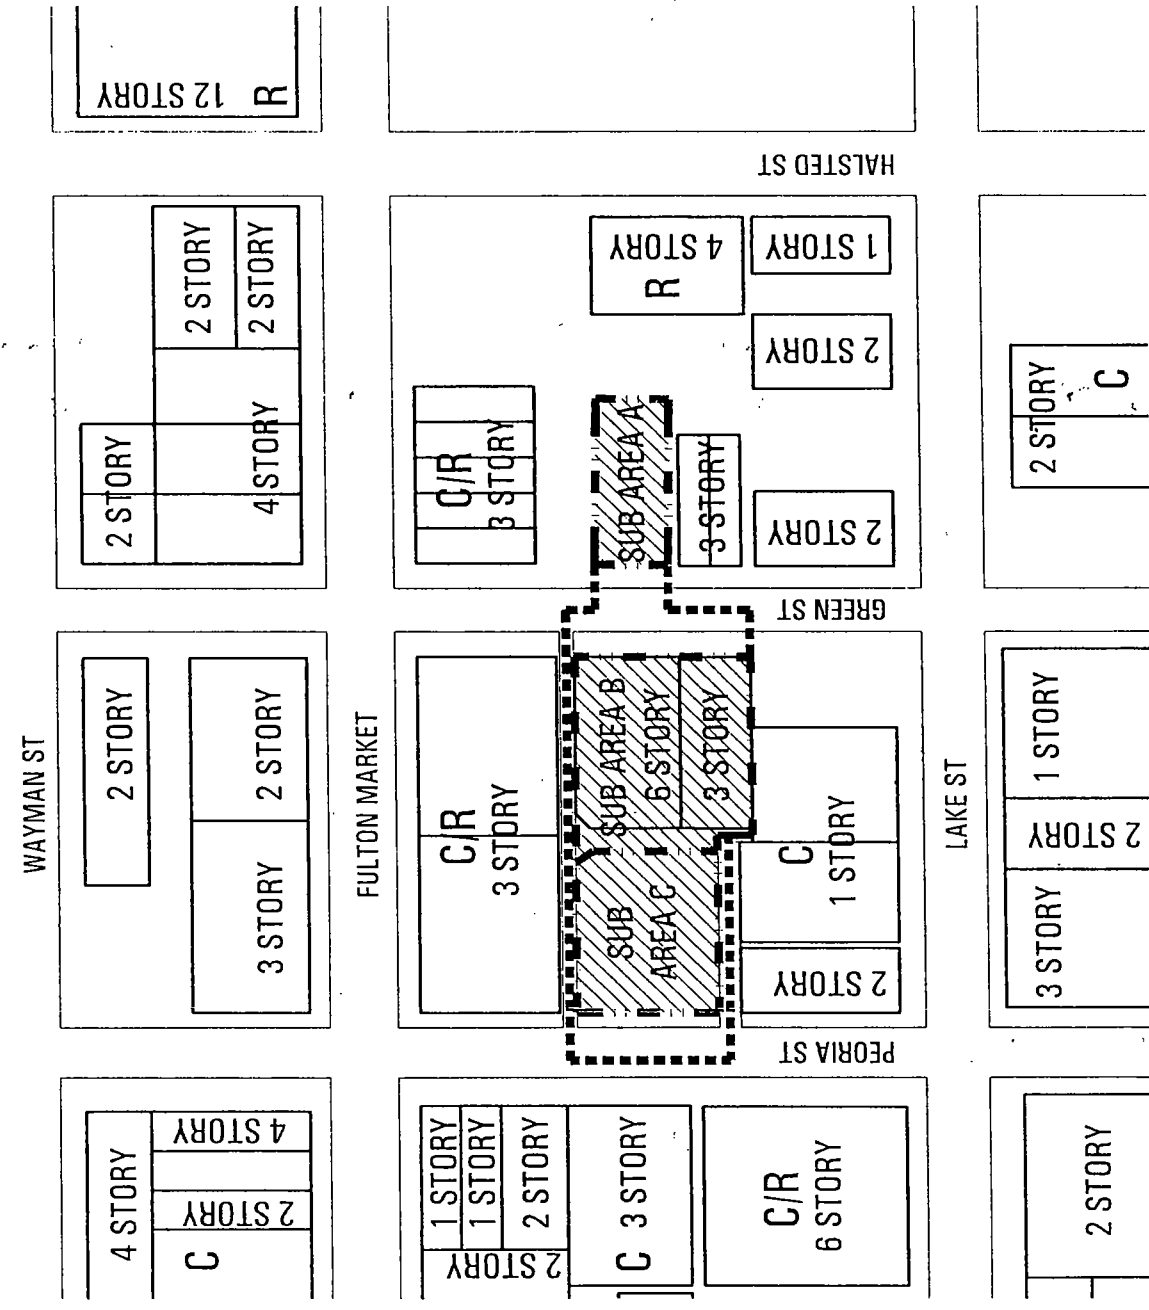 12 STORY
R
HALSTED ST
2 STORY
2 STORY
4 STORY
R
1 STORY
2 STORY
2 STORY
4 STORY
C/R
3 STORY
SUB AREA A
3 STORY
2 STORY
2 STORY
C
GREEN ST
WAYMAN ST
2 STORY
2 STORY
3 STORY
FULTON MARKET
C/R
3 STORY
SUB AREA B
6 STORY
3 STORY
SUB
AREA C
C
1 STORY
2 STORY
LAKE ST
1 STORY
2 STORY
3 STORY
PEORIA ST
4 STORY
4 STORY
2 STORY
C
1 STORY
1 STORY
2 STORY
2 STORY
C
3 STORY
C/R
6 STORY
2 STORY